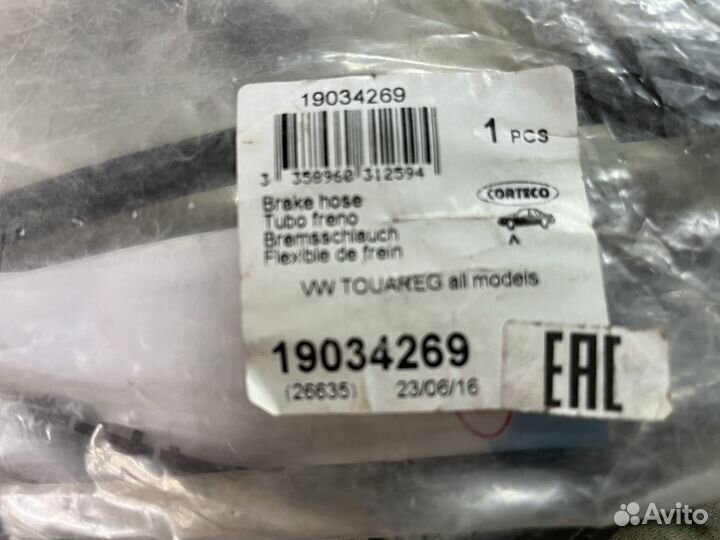 19034269
1 PCS
3 358960 312594
CORTECO
Brake hose
Tubo freno
Bremsschlauch
Flexible de frein
VW TOUAREG all models
19034269
(26635) 23/06/16
EAC
Avito